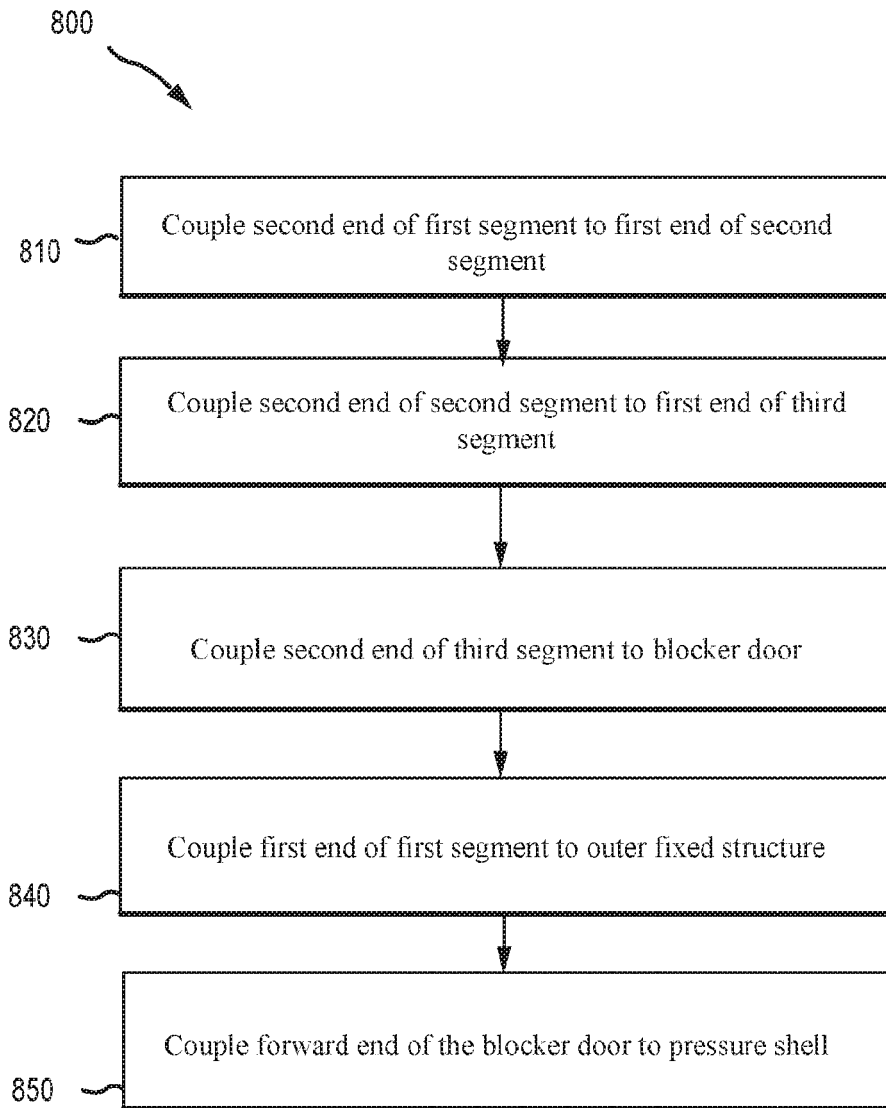 800
810
Couple second end of first segment to first end of second
segment
820
Couple second end of second segment to first end of third
segment
830
Couple second end of third segment to blocker door
840
Couple first end of first segment to outer fixed structure
850
Couple forward end of the blocker door to pressure shell